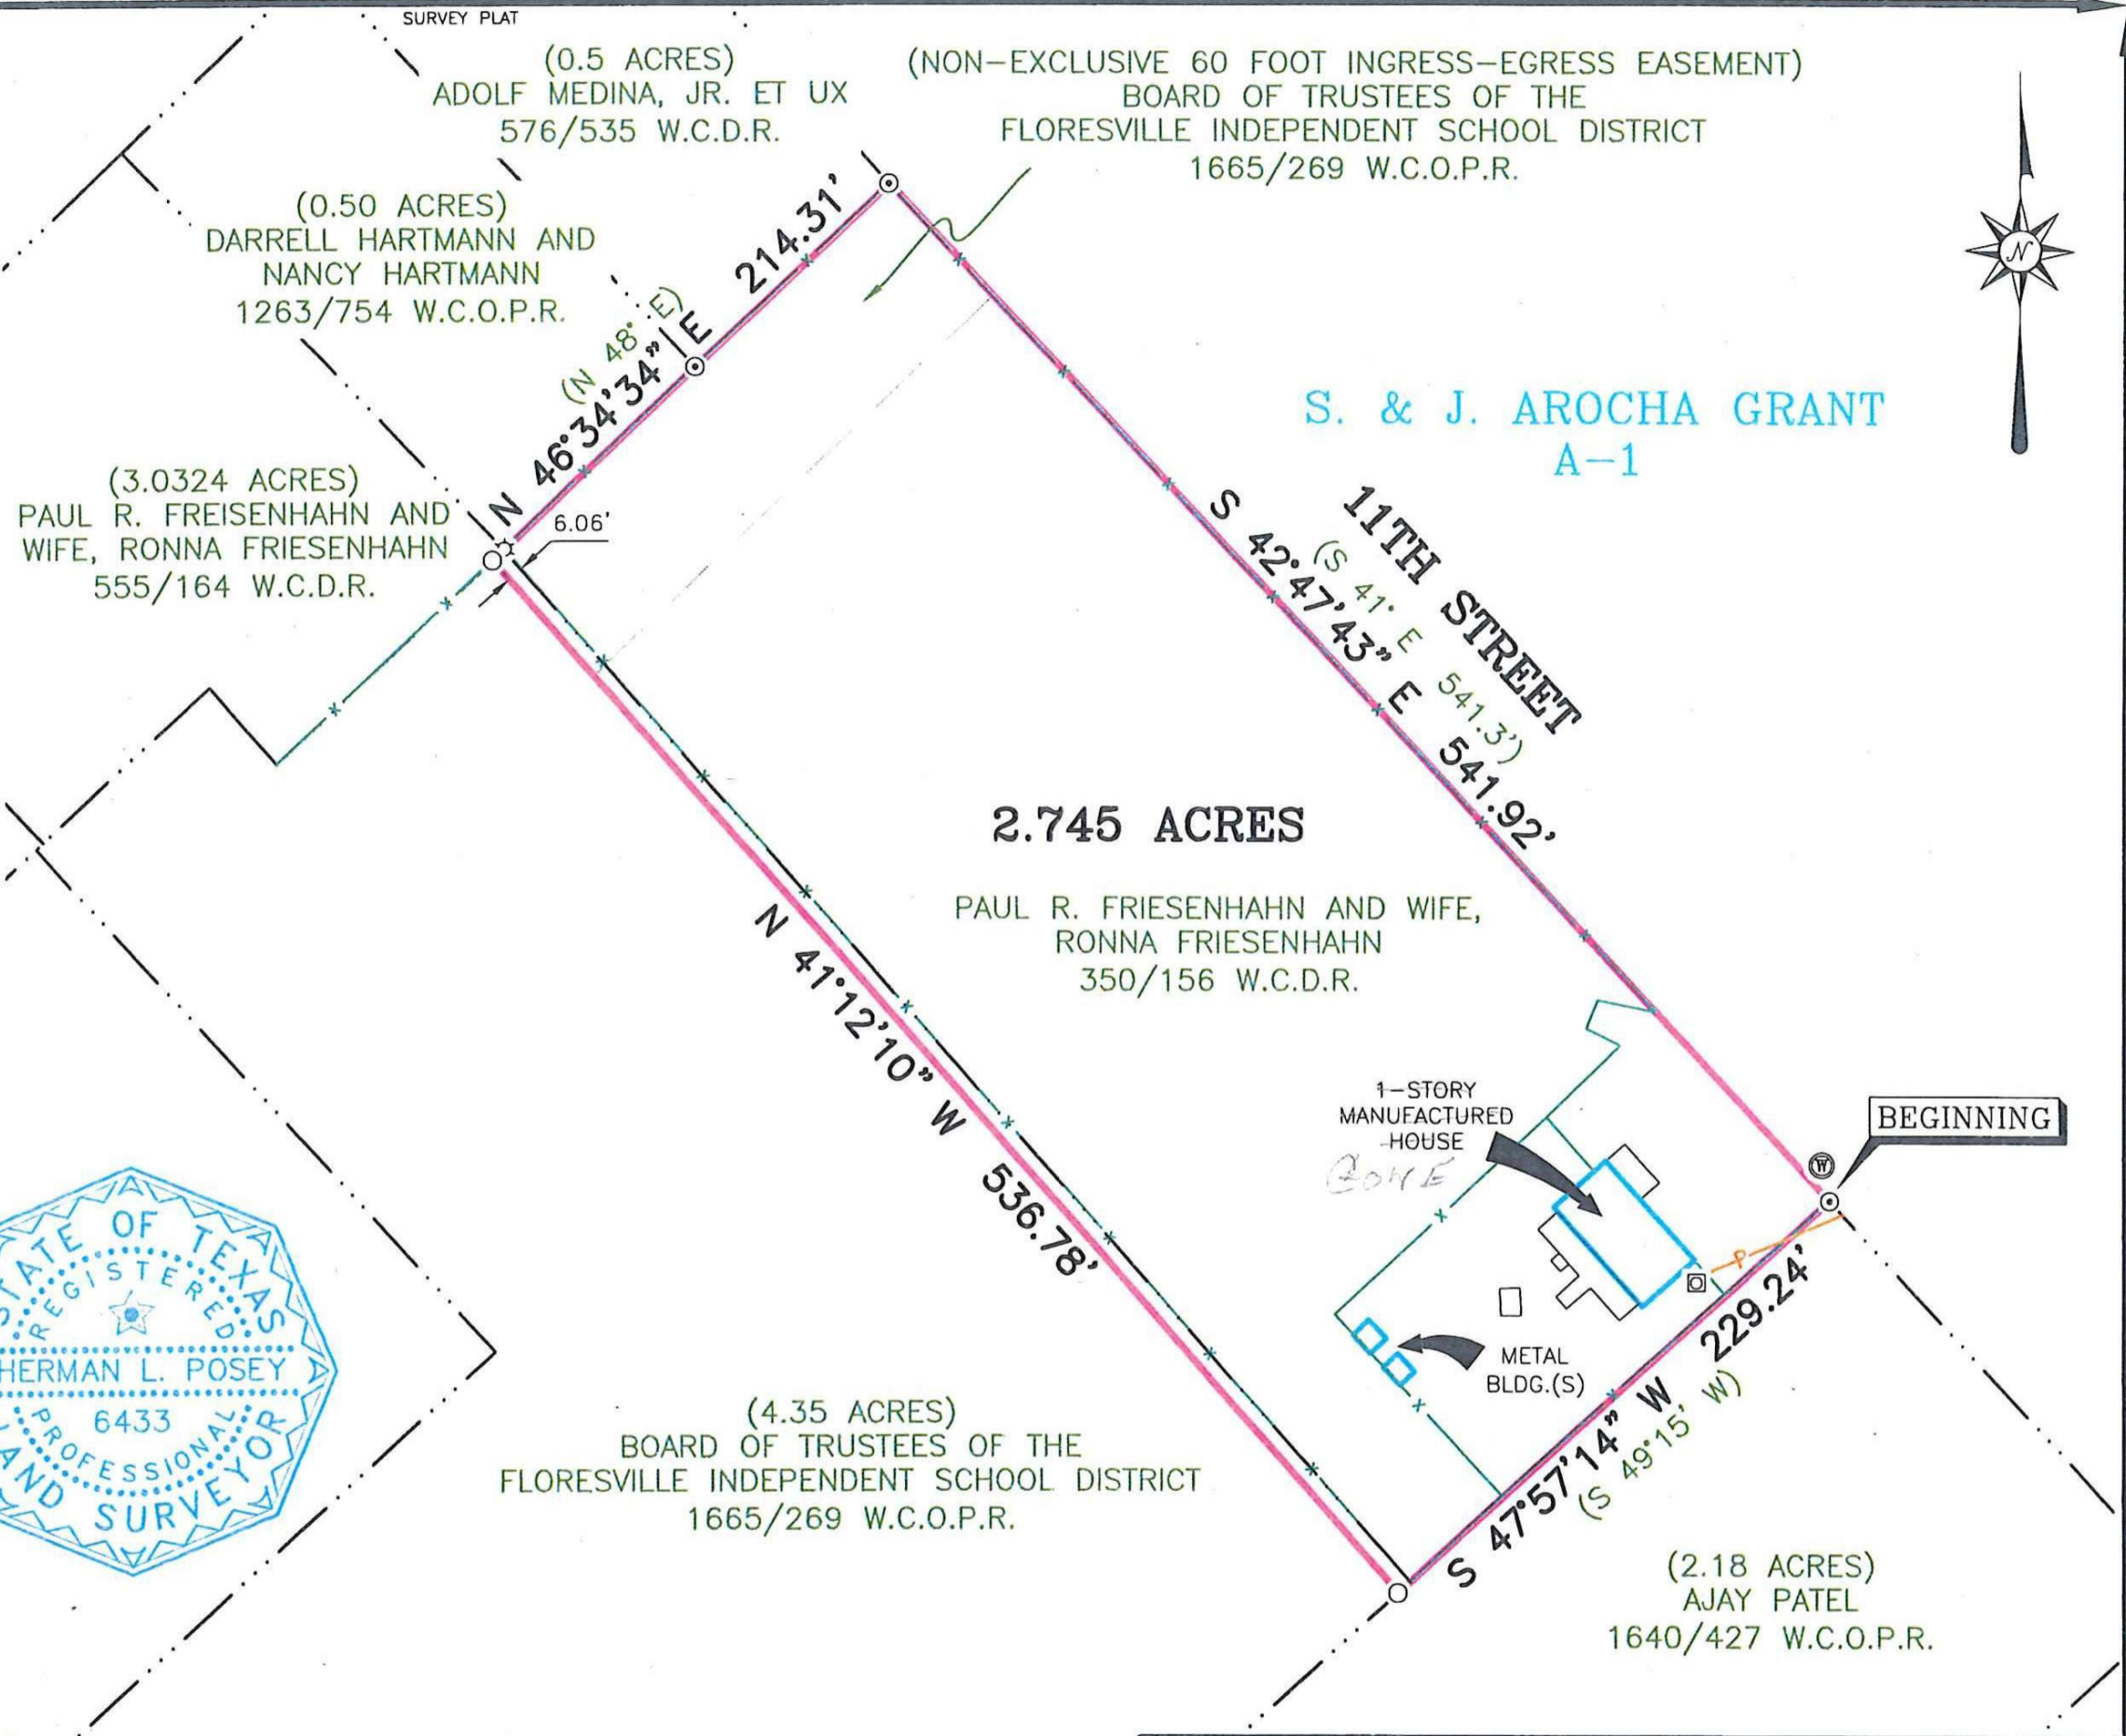 SURVEY PLAT
(0.5 ACRES)
ADOLF MEDINA, JR. ET UX
576/535 W.C.D.R.
(NON-EXCLUSIVE 60 FOOT INGRESS-EGRESS EASEMENT)
BOARD OF TRUSTEES OF THE
FLORESVILLE INDEPENDENT SCHOOL DISTRICT
1665/269 W.C.O.P.R.
(0.50 ACRES)
DARRELL HARTMANN AND
NANCY HARTMANN
1263/754 W.C.O.P.R.
N 46°34'34" E 214.31'
(N 48° E)
N
S. & J. AROCHA GRANT
A-1
(3.0324 ACRES)
PAUL R. FREISENHAHN AND
WIFE, RONNA FRIESENHAHN
555/164 W.C.D.R.
6.06'
11TH STREET
(S 41° E 541.3')
S 42°47'43" E 541.92'
2.745 ACRES
PAUL R. FRIESENHAHN AND WIFE,
RONNA FRIESENHAHN
350/156 W.C.D.R.
N 41°12'10" W 536.78'
1-STORY
MANUFACTURED
HOUSE
GONE
BEGINNING
W
P
METAL
BLDG.(S)
S 47°57'14" W 229.24'
(S 49°15' W)
STATE OF TEXAS
REGISTERED
HERMAN L. POSEY
6433
PROFESSIONAL
LAND SURVEYOR
(4.35 ACRES)
BOARD OF TRUSTEES OF THE
FLORESVILLE INDEPENDENT SCHOOL DISTRICT
1665/269 W.C.O.P.R.
(2.18 ACRES)
AJAY PATEL
1640/427 W.C.O.P.R.